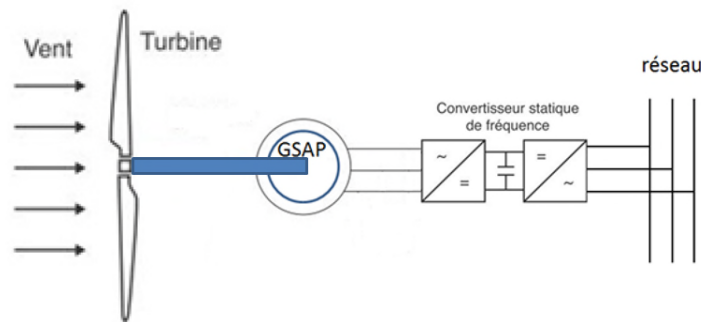 Vent
Turbine
réseau
Convertisseur statique
de fréquence
GSAP
~
=
=
~